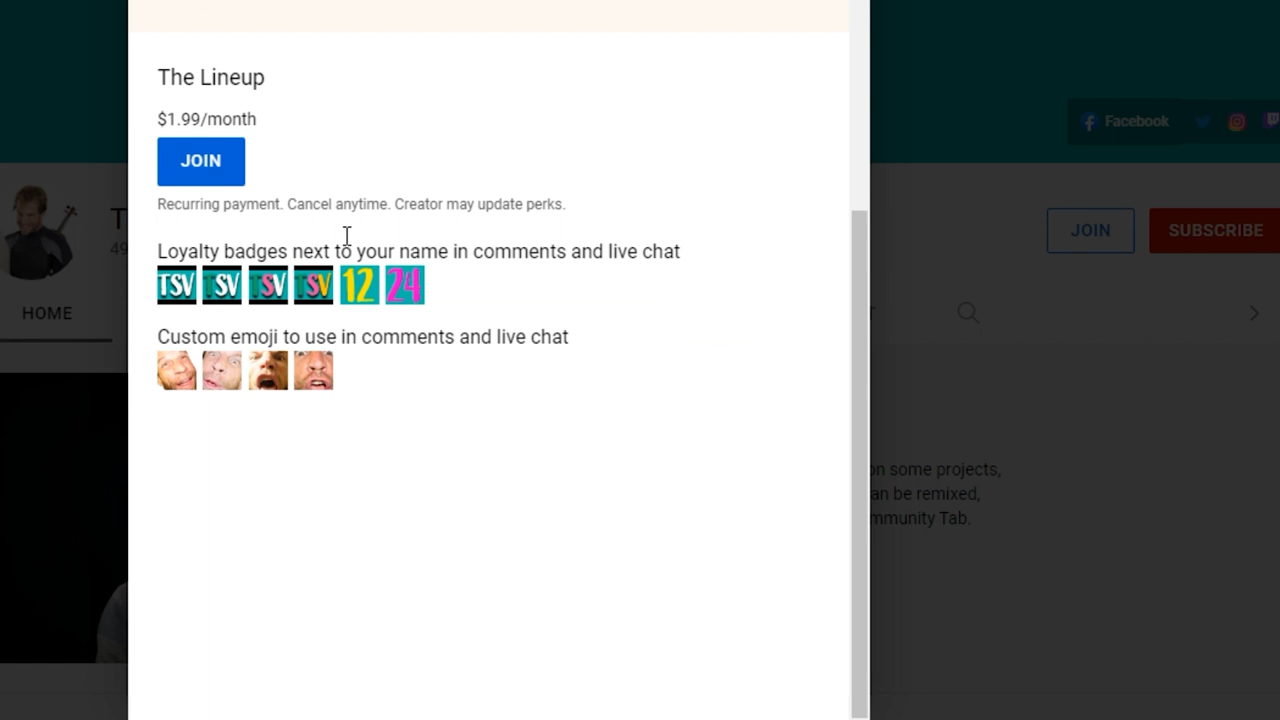 The Lineup
$1.99/month
JOIN
Recurring payment. Cancel anytime. Creator may update perks.
Loyalty badges next to your name in comments and live chat
TSV TSV TSV TSV 12 24
Custom emoji to use in comments and live chat
Facebook
T
49
JOIN
SUBSCRIBE
HOME
on some projects,
an be remixed,
mmunity Tab.